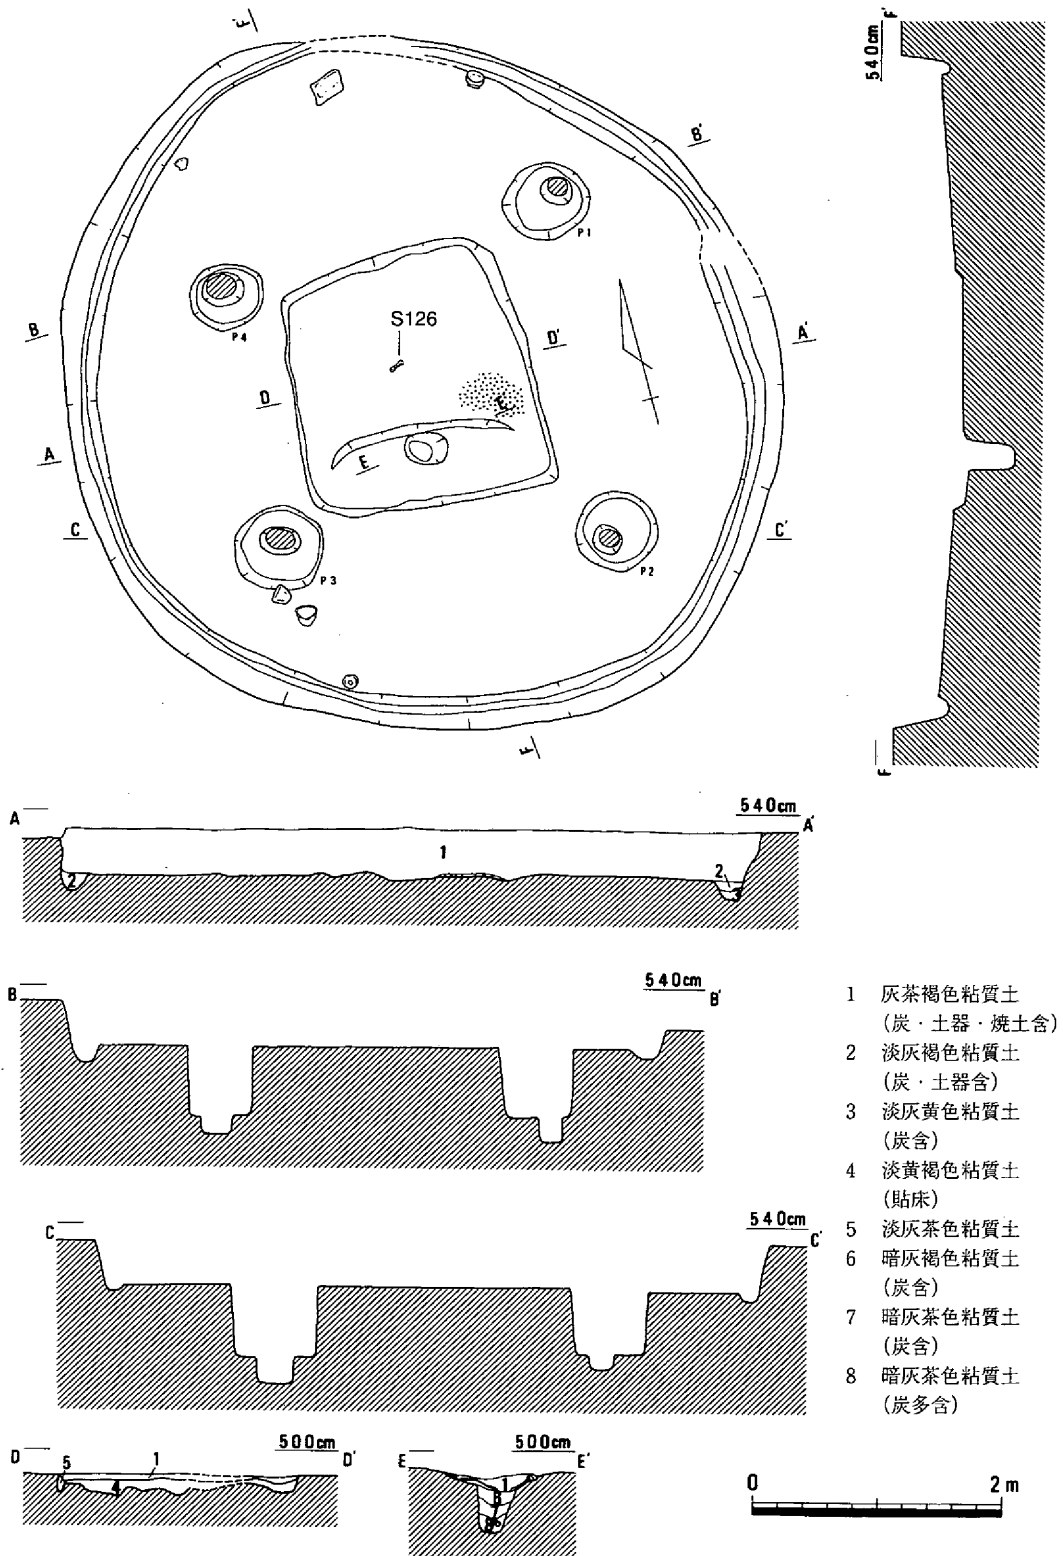 F'
F'
540cm
B'
P1
S126
P4
B
D'
A'
D
E'
E
A
C
C'
P3
P2
F
F
A
540cm
A'
1
2
2
3
B
540cm
B'
C
540cm
C'
1 灰茶褐色粘質土
(炭・土器・焼土含)
2 淡灰褐色粘質土
(炭・土器含)
3 淡灰黄色粘質土
(炭含)
4 淡黄褐色粘質土
(貼床)
5 淡灰茶色粘質土
6 暗灰褐色粘質土
(炭含)
7 暗灰茶色粘質土
(炭含)
8 暗灰茶色粘質土
(炭多含)
D
5
1
4
500cm
D'
E
500cm
E'
1
0
2m